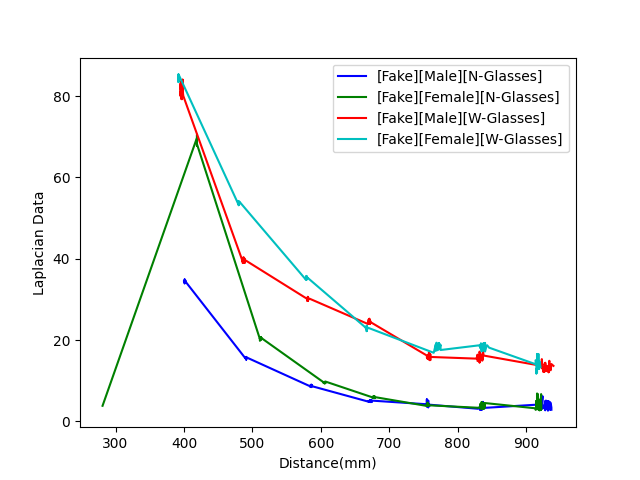 [Fake][Male][N-Glasses]
[Fake][Female][N-Glasses]
[Fake][Male][W-Glasses]
[Fake][Female][W-Glasses]
Laplacian Data
80
60
40
20
0
300 400 500 600 700 800 900
Distance(mm)